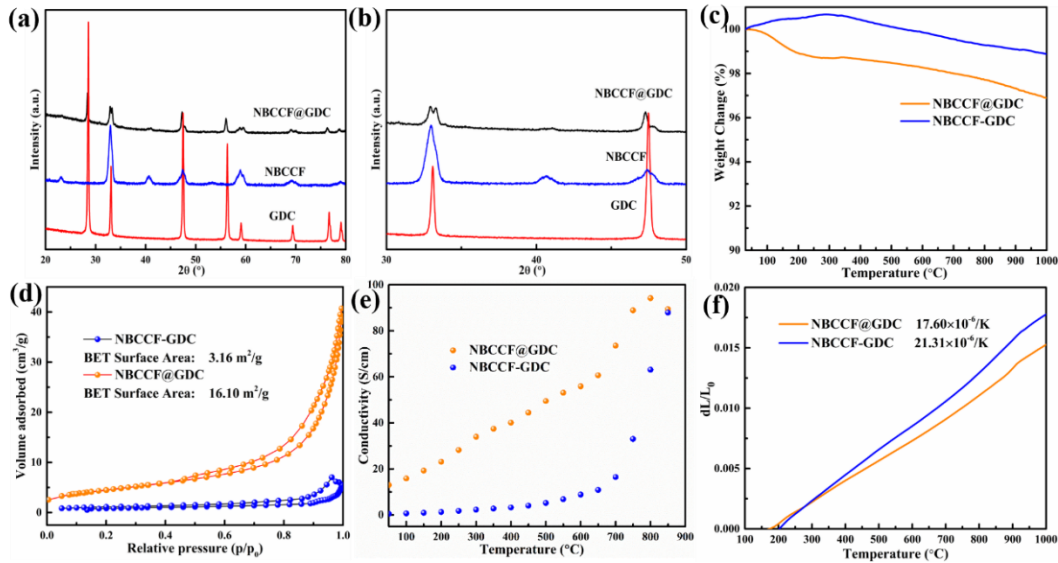 (a)
Intensity (a.u.)
NBCCF@GDC
NBCCF
GDC
20 30 40 50 60 70 80
2θ (°)
(b)
Intensity (a.u.)
NBCCF@GDC
NBCCF
GDC
30 40 50
2θ (°)
(c)
Weight Change (%)
100
98
96
94
92
90
NBCCF@GDC
NBCCF-GDC
100 200 300 400 500 600 700 800 900 1000
Temperature (°C)
(d)
Volume adsorbed (cm³/g)
40
30
20
10
0
NBCCF-GDC
BET Surface Area: 3.16 m²/g
NBCCF@GDC
BET Surface Area: 16.10 m²/g
0.0 0.2 0.4 0.6 0.8 1.0
Relative pressure (p/p₀)
(e)
Conductivity (S/cm)
100
80
60
40
20
0
NBCCF@GDC
NBCCF-GDC
100 200 300 400 500 600 700 800 900
Temperature (°C)
(f)
dL/L₀
0.020
0.015
0.010
0.005
0.000
NBCCF@GDC 17.60×10⁻⁶/K
NBCCF-GDC 21.31×10⁻⁶/K
100 200 300 400 500 600 700 800 900 1000
Temperature (°C)